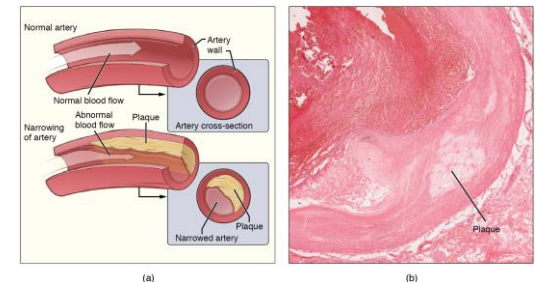 Normal artery
Artery
wall
Normal blood flow
Artery cross-section
Abnormal
blood flow
Plaque
Narrowing
of artery
Plaque
Narrowed artery
Plaque
(a)
(b)